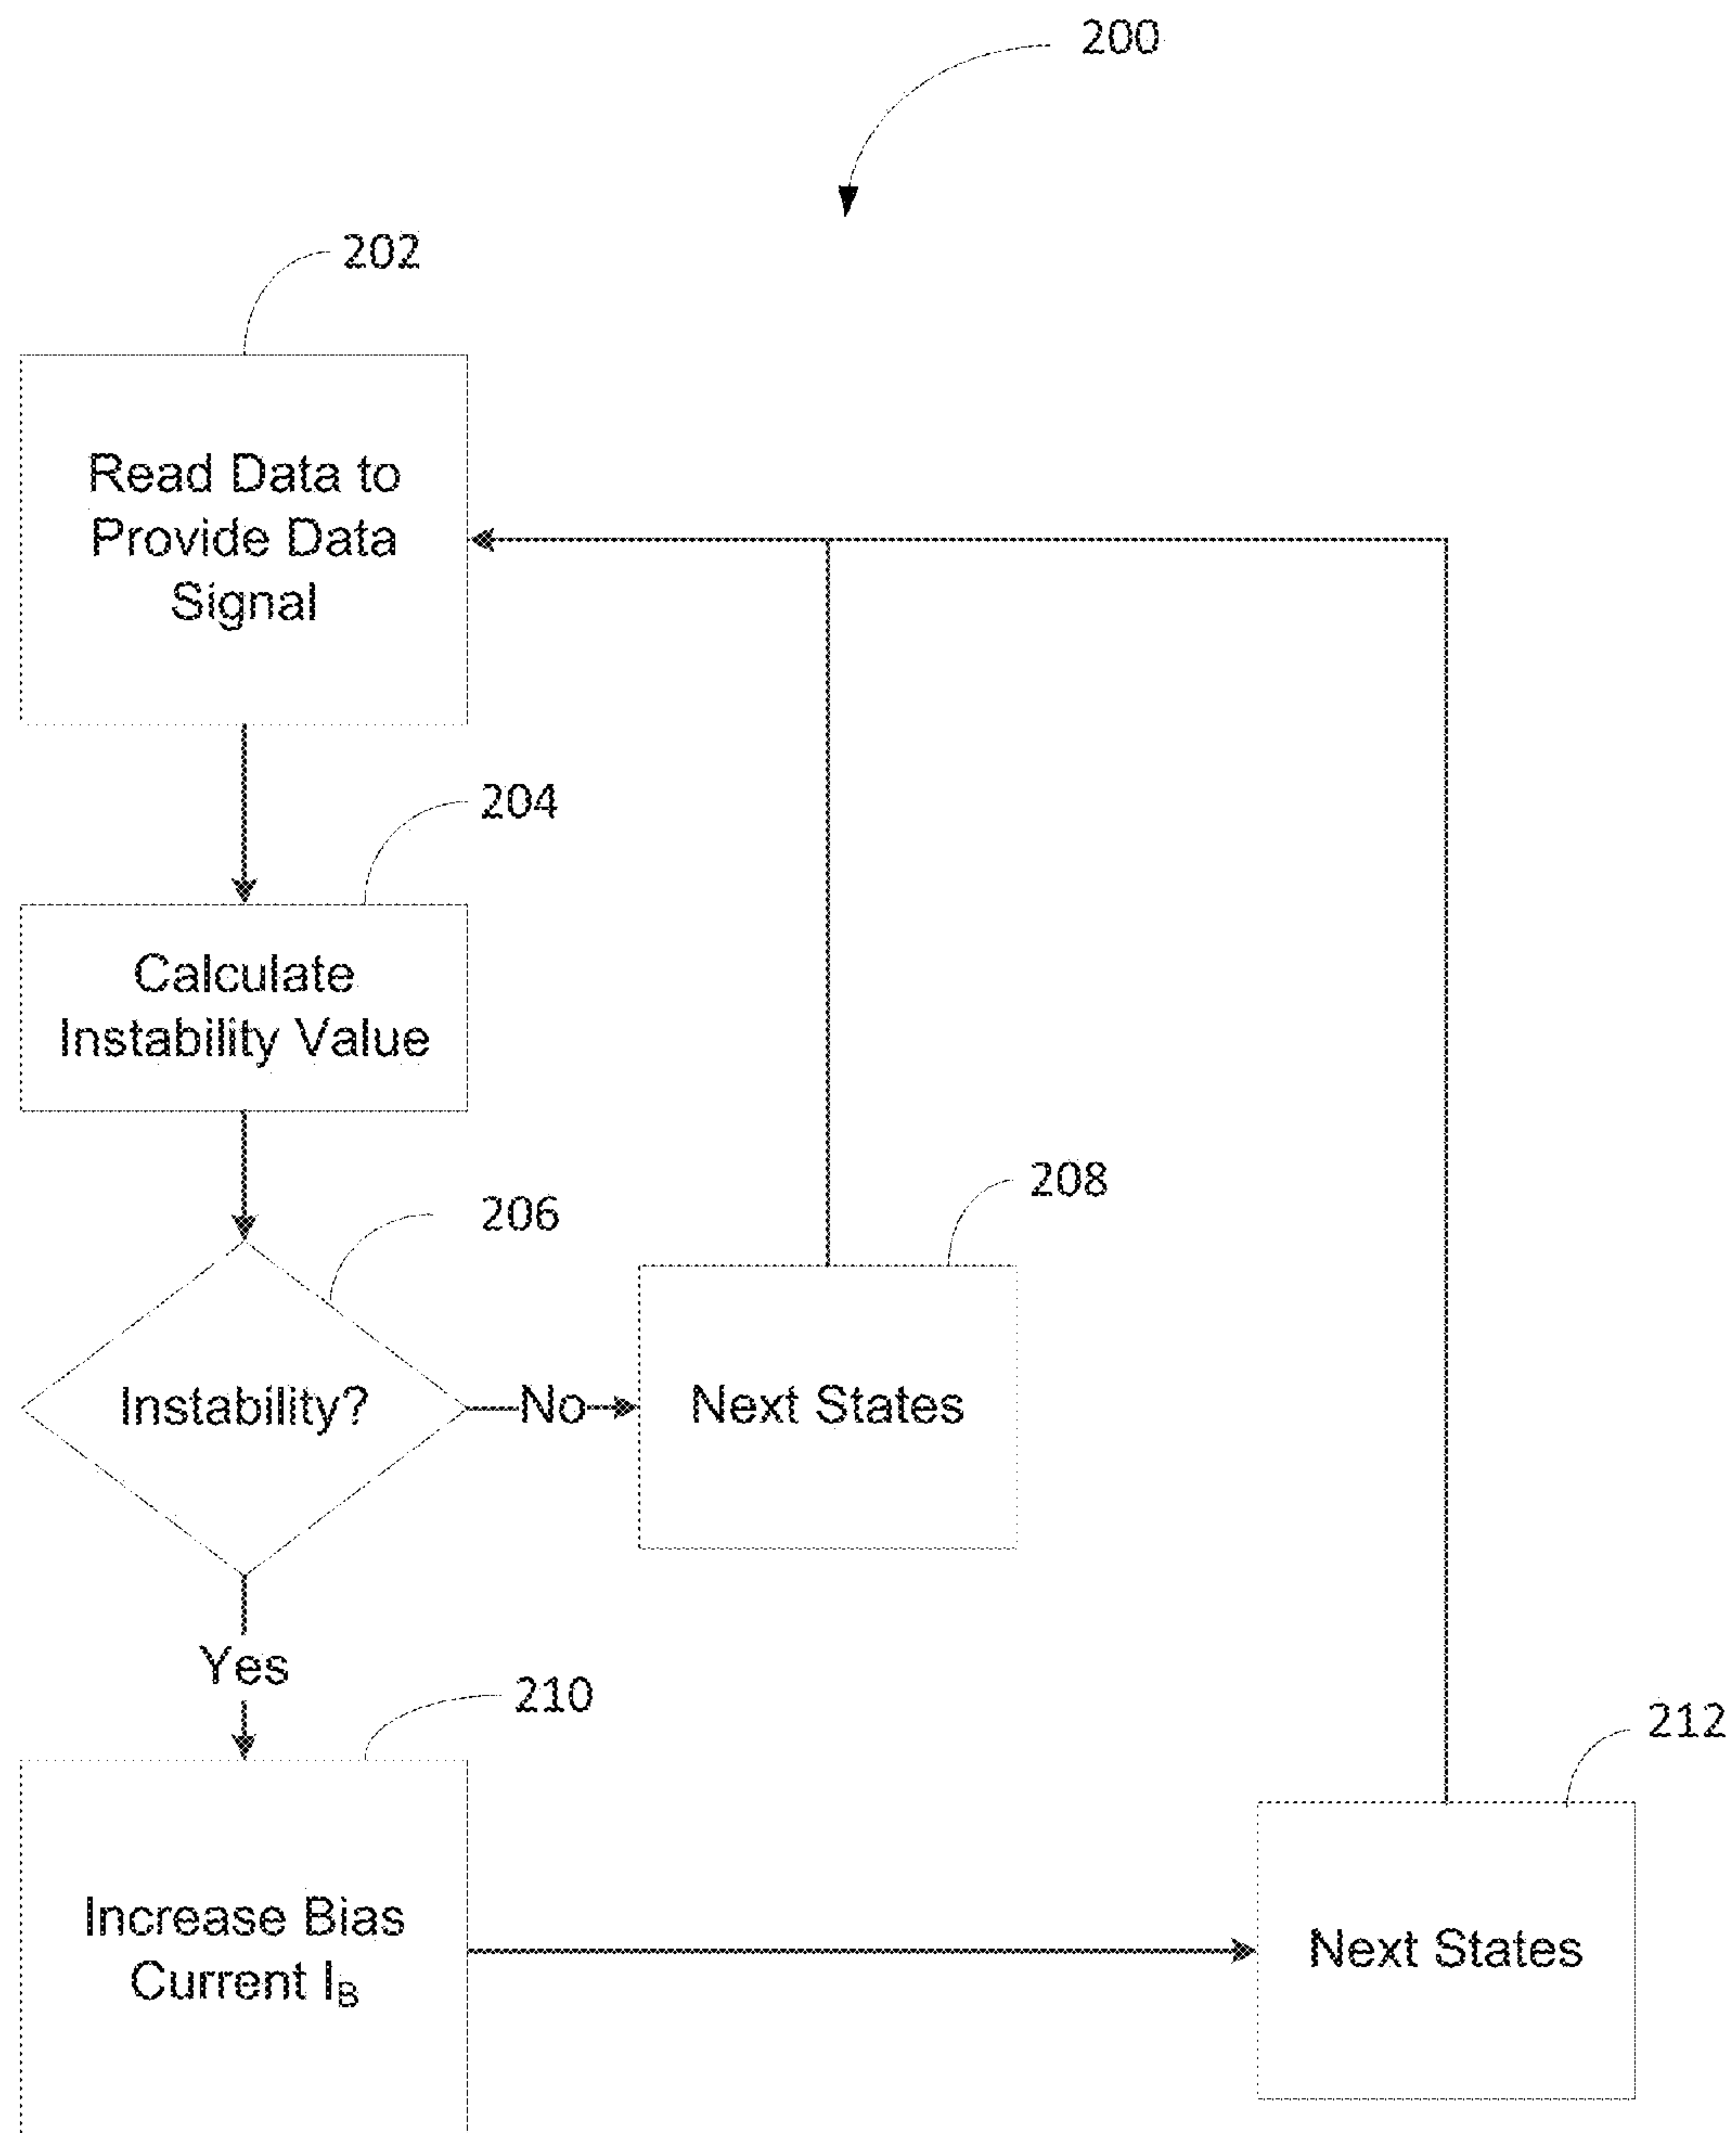 200
202
Read Data to
Provide Data
Signal
204
Calculate
Instability Value
206
208
Instability?
No
Next States
Yes
210
212
Increase Bias
Current I_B
Next States